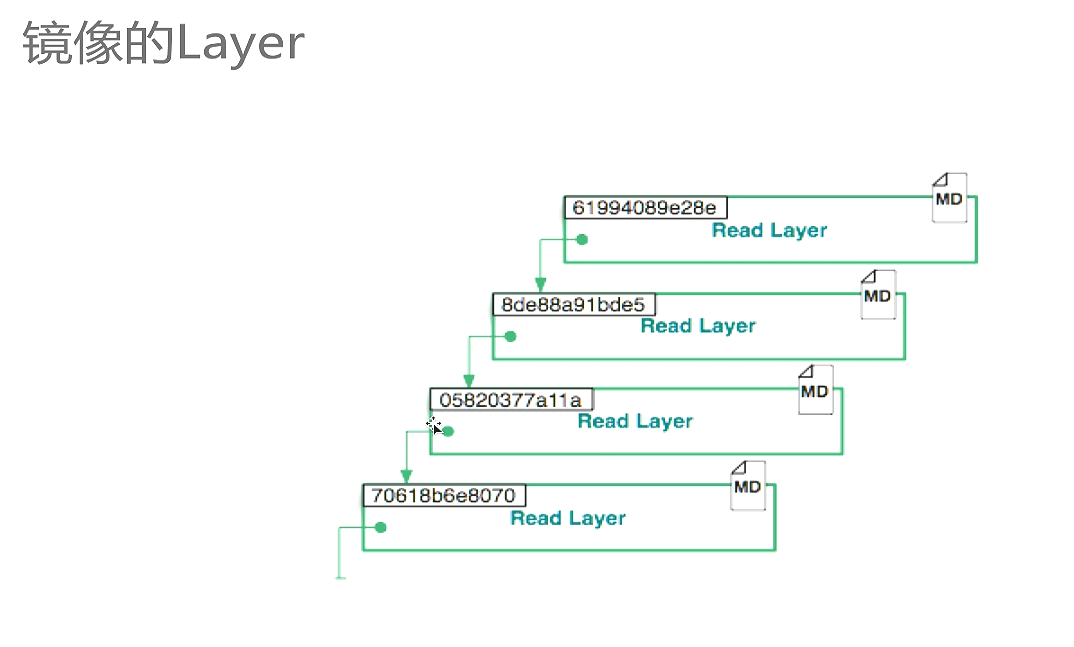 镜像的Layer
61994089e28e
MD
Read Layer
8de88a91bde5
MD
Read Layer
05820377a11a
MD
Read Layer
70618b6e8070
MD
Read Layer